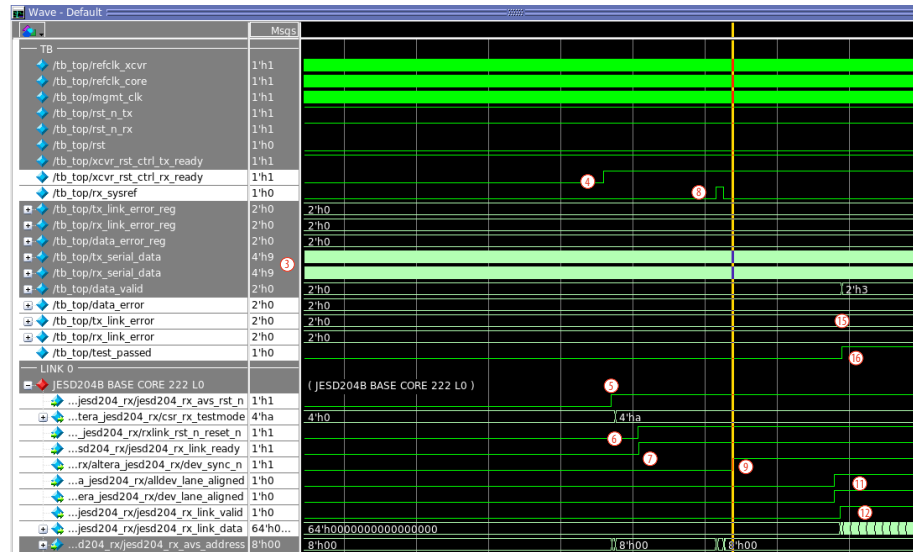 Wave - Default
Msgs
TB
/tb_top/refclk_xcvr 1'h1
/tb_top/refclk_core 1'h1
/tb_top/mgmt_clk 1'h1
/tb_top/rst_n_tx 1'h1
/tb_top/rst_n_rx 1'h1
/tb_top/rst 1'h0
/tb_top/xcvr_rst_ctrl_tx_ready 1'h1
/tb_top/xcvr_rst_ctrl_rx_ready 1'h1 4
/tb_top/rx_sysref 1'h0 8
/tb_top/tx_link_error_reg 2'h0 2'h0
/tb_top/rx_link_error_reg 2'h0 2'h0
/tb_top/data_error_reg 2'h0 2'h0
/tb_top/tx_serial_data 4'h9
3
/tb_top/rx_serial_data 4'h9
/tb_top/data_valid 2'h0 2'h0 2'h3
/tb_top/data_error 2'h0 2'h0
/tb_top/tx_link_error 2'h0 2'h0 15
/tb_top/rx_link_error 2'h0 2'h0
/tb_top/test_passed 1'h0 16
LINK 0
JESD204B BASE CORE 222 L0 ( JESD204B BASE CORE 222 L0 ) 5
...jesd204_rx/jesd204_rx_avs_rst_n 1'h1
...tera_jesd204_rx/csr_rx_testmode 4'ha 4'h0 4'ha
..._jesd204_rx/rxlink_rst_n_reset_n 1'h1 6
...sd204_rx/jesd204_rx_link_ready 1'h1 7
...rx/altera_jesd204_rx/dev_sync_n 1'h1 9
...a_jesd204_rx/alldev_lane_aligned 1'h0 11
...era_jesd204_rx/dev_lane_aligned 1'h0
...jesd204_rx/jesd204_rx_link_valid 1'h0 12
...jesd204_rx/jesd204_rx_link_data 64'h0... 64'h0000000000000000
...d204_rx/jesd204_rx_avs_address 8'h00 8'h00 8'h00 8'h00